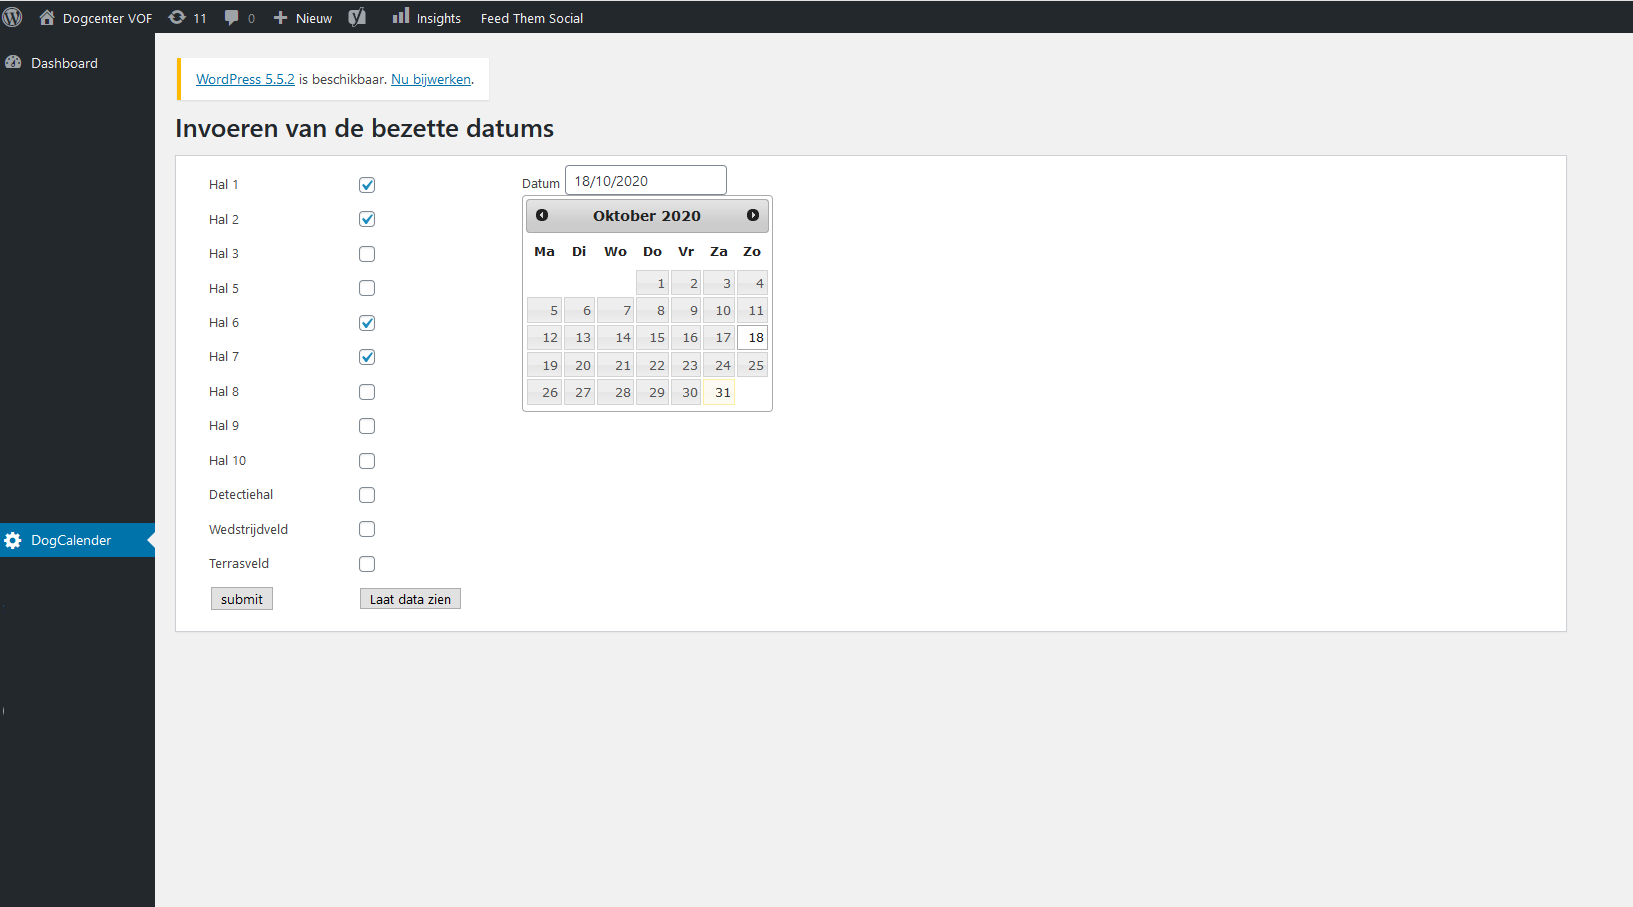 Dogcenter VOF 11 0 Nieuw Insights Feed Them Social
Dashboard
DogCalender
WordPress 5.5.2 is beschikbaar. Nu bijwerken.
Invoeren van de bezette datums
Hal 1
Hal 2
Hal 3
Hal 5
Hal 6
Hal 7
Hal 8
Hal 9
Hal 10
Detectiehal
Wedstrijdveld
Terrasveld
submit Laat data zien
Datum 18/10/2020
Oktober 2020
Ma Di Wo Do Vr Za Zo
1 2 3 4
5 6 7 8 9 10 11
12 13 14 15 16 17 18
19 20 21 22 23 24 25
26 27 28 29 30 31